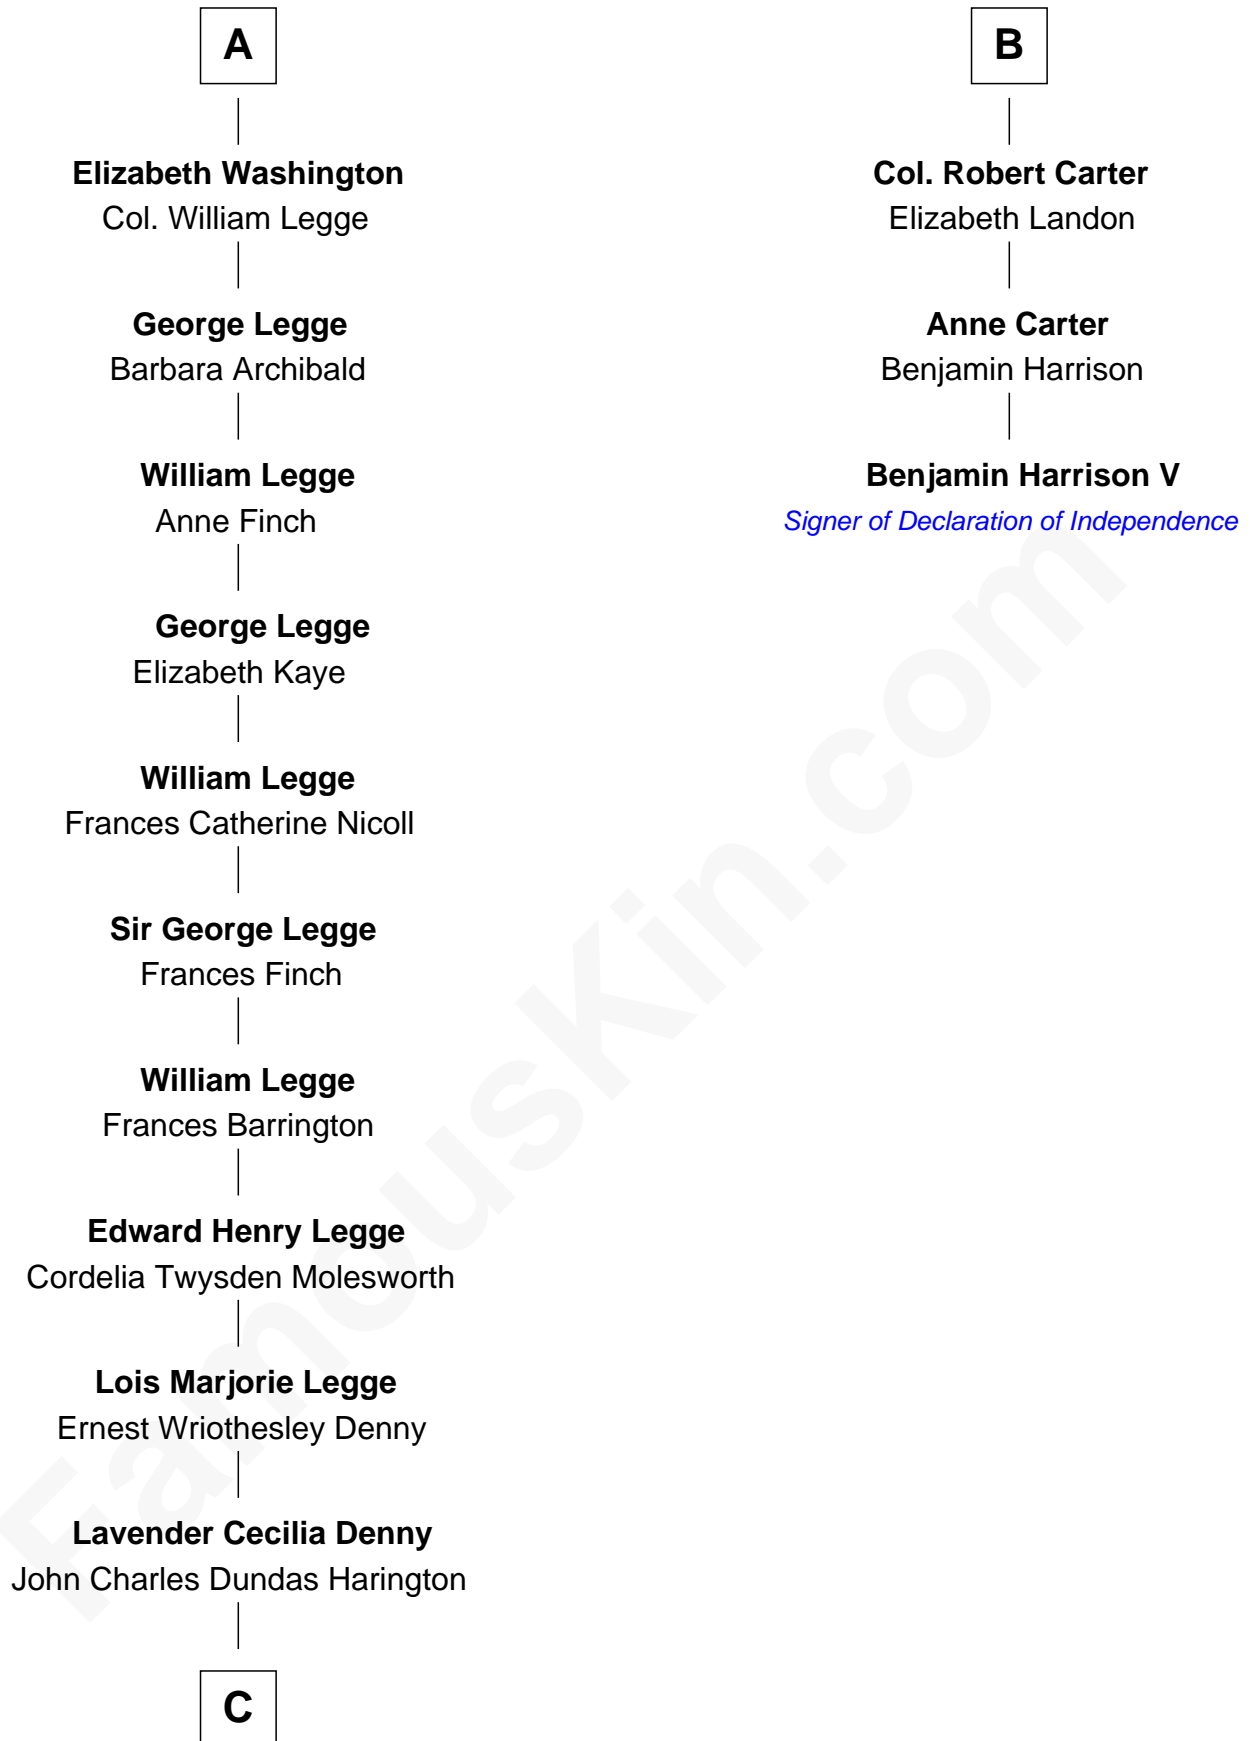 A
Elizabeth Washington
Col. William Legge
George Legge
Barbara Archibald
William Legge
Anne Finch
George Legge
Elizabeth Kaye
William Legge
Frances Catherine Nicoll
Sir George Legge
Frances Finch
William Legge
Frances Barrington
Edward Henry Legge
Cordelia Twysden Molesworth
Lois Marjorie Legge
Ernest Wriothesley Denny
Lavender Cecilia Denny
John Charles Dundas Harington
C
B
Col. Robert Carter
Elizabeth Landon
Anne Carter
Benjamin Harrison
Benjamin Harrison V
Signer of Declaration of Independence
FamousKin.com